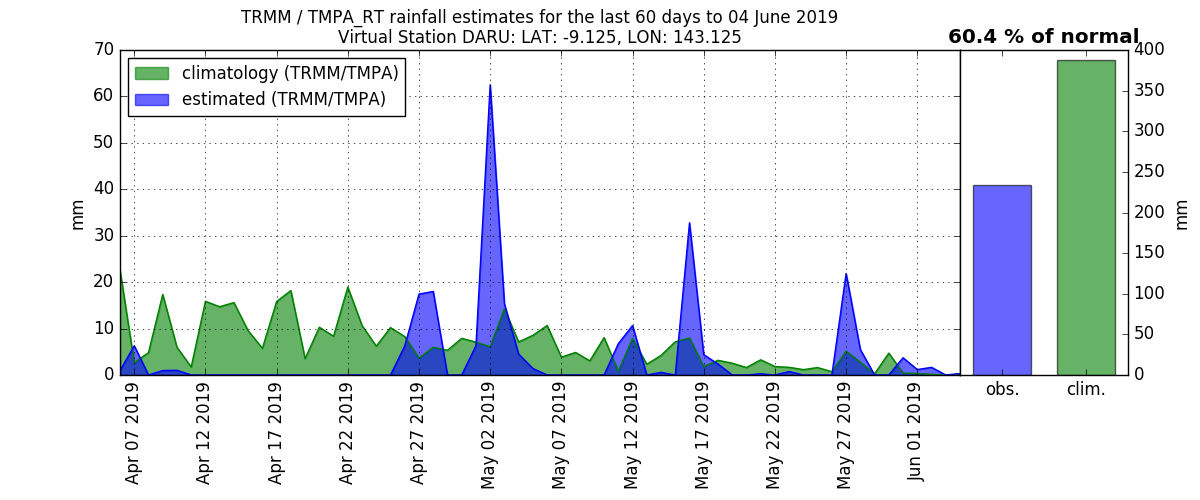 TRMM / TMPA_RT rainfall estimates for the last 60 days to 04 June 2019
Virtual Station DARU: LAT: -9.125, LON: 143.125
60.4 % of normal
climatology (TRMM/TMPA)
estimated (TRMM/TMPA)
70
60
50
40
30
20
10
0
mm
Apr 07 2019
Apr 12 2019
Apr 17 2019
Apr 22 2019
Apr 27 2019
May 02 2019
May 07 2019
May 12 2019
May 17 2019
May 22 2019
May 27 2019
Jun 01 2019
400
350
300
250
200
150
100
50
0
mm
obs.
clim.